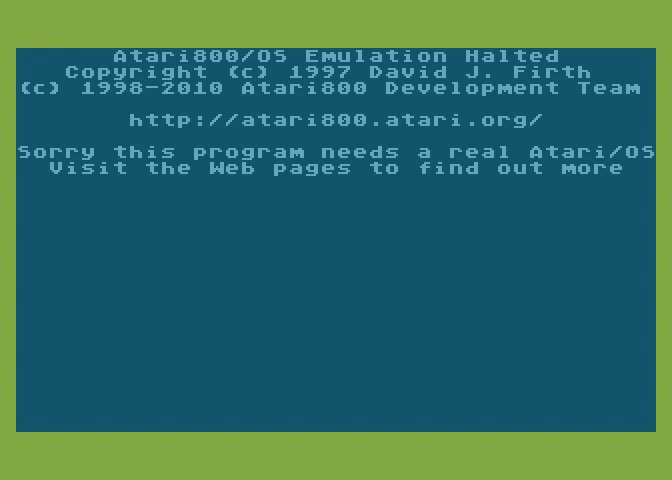 Atari800/OS Emulation Halted
Copyright (c) 1997 David J. Firth
(c) 1998-2010 Atari800 Development Team
http://atari800.atari.org/
Sorry this program needs a real Atari/OS
Visit the Web pages to find out more